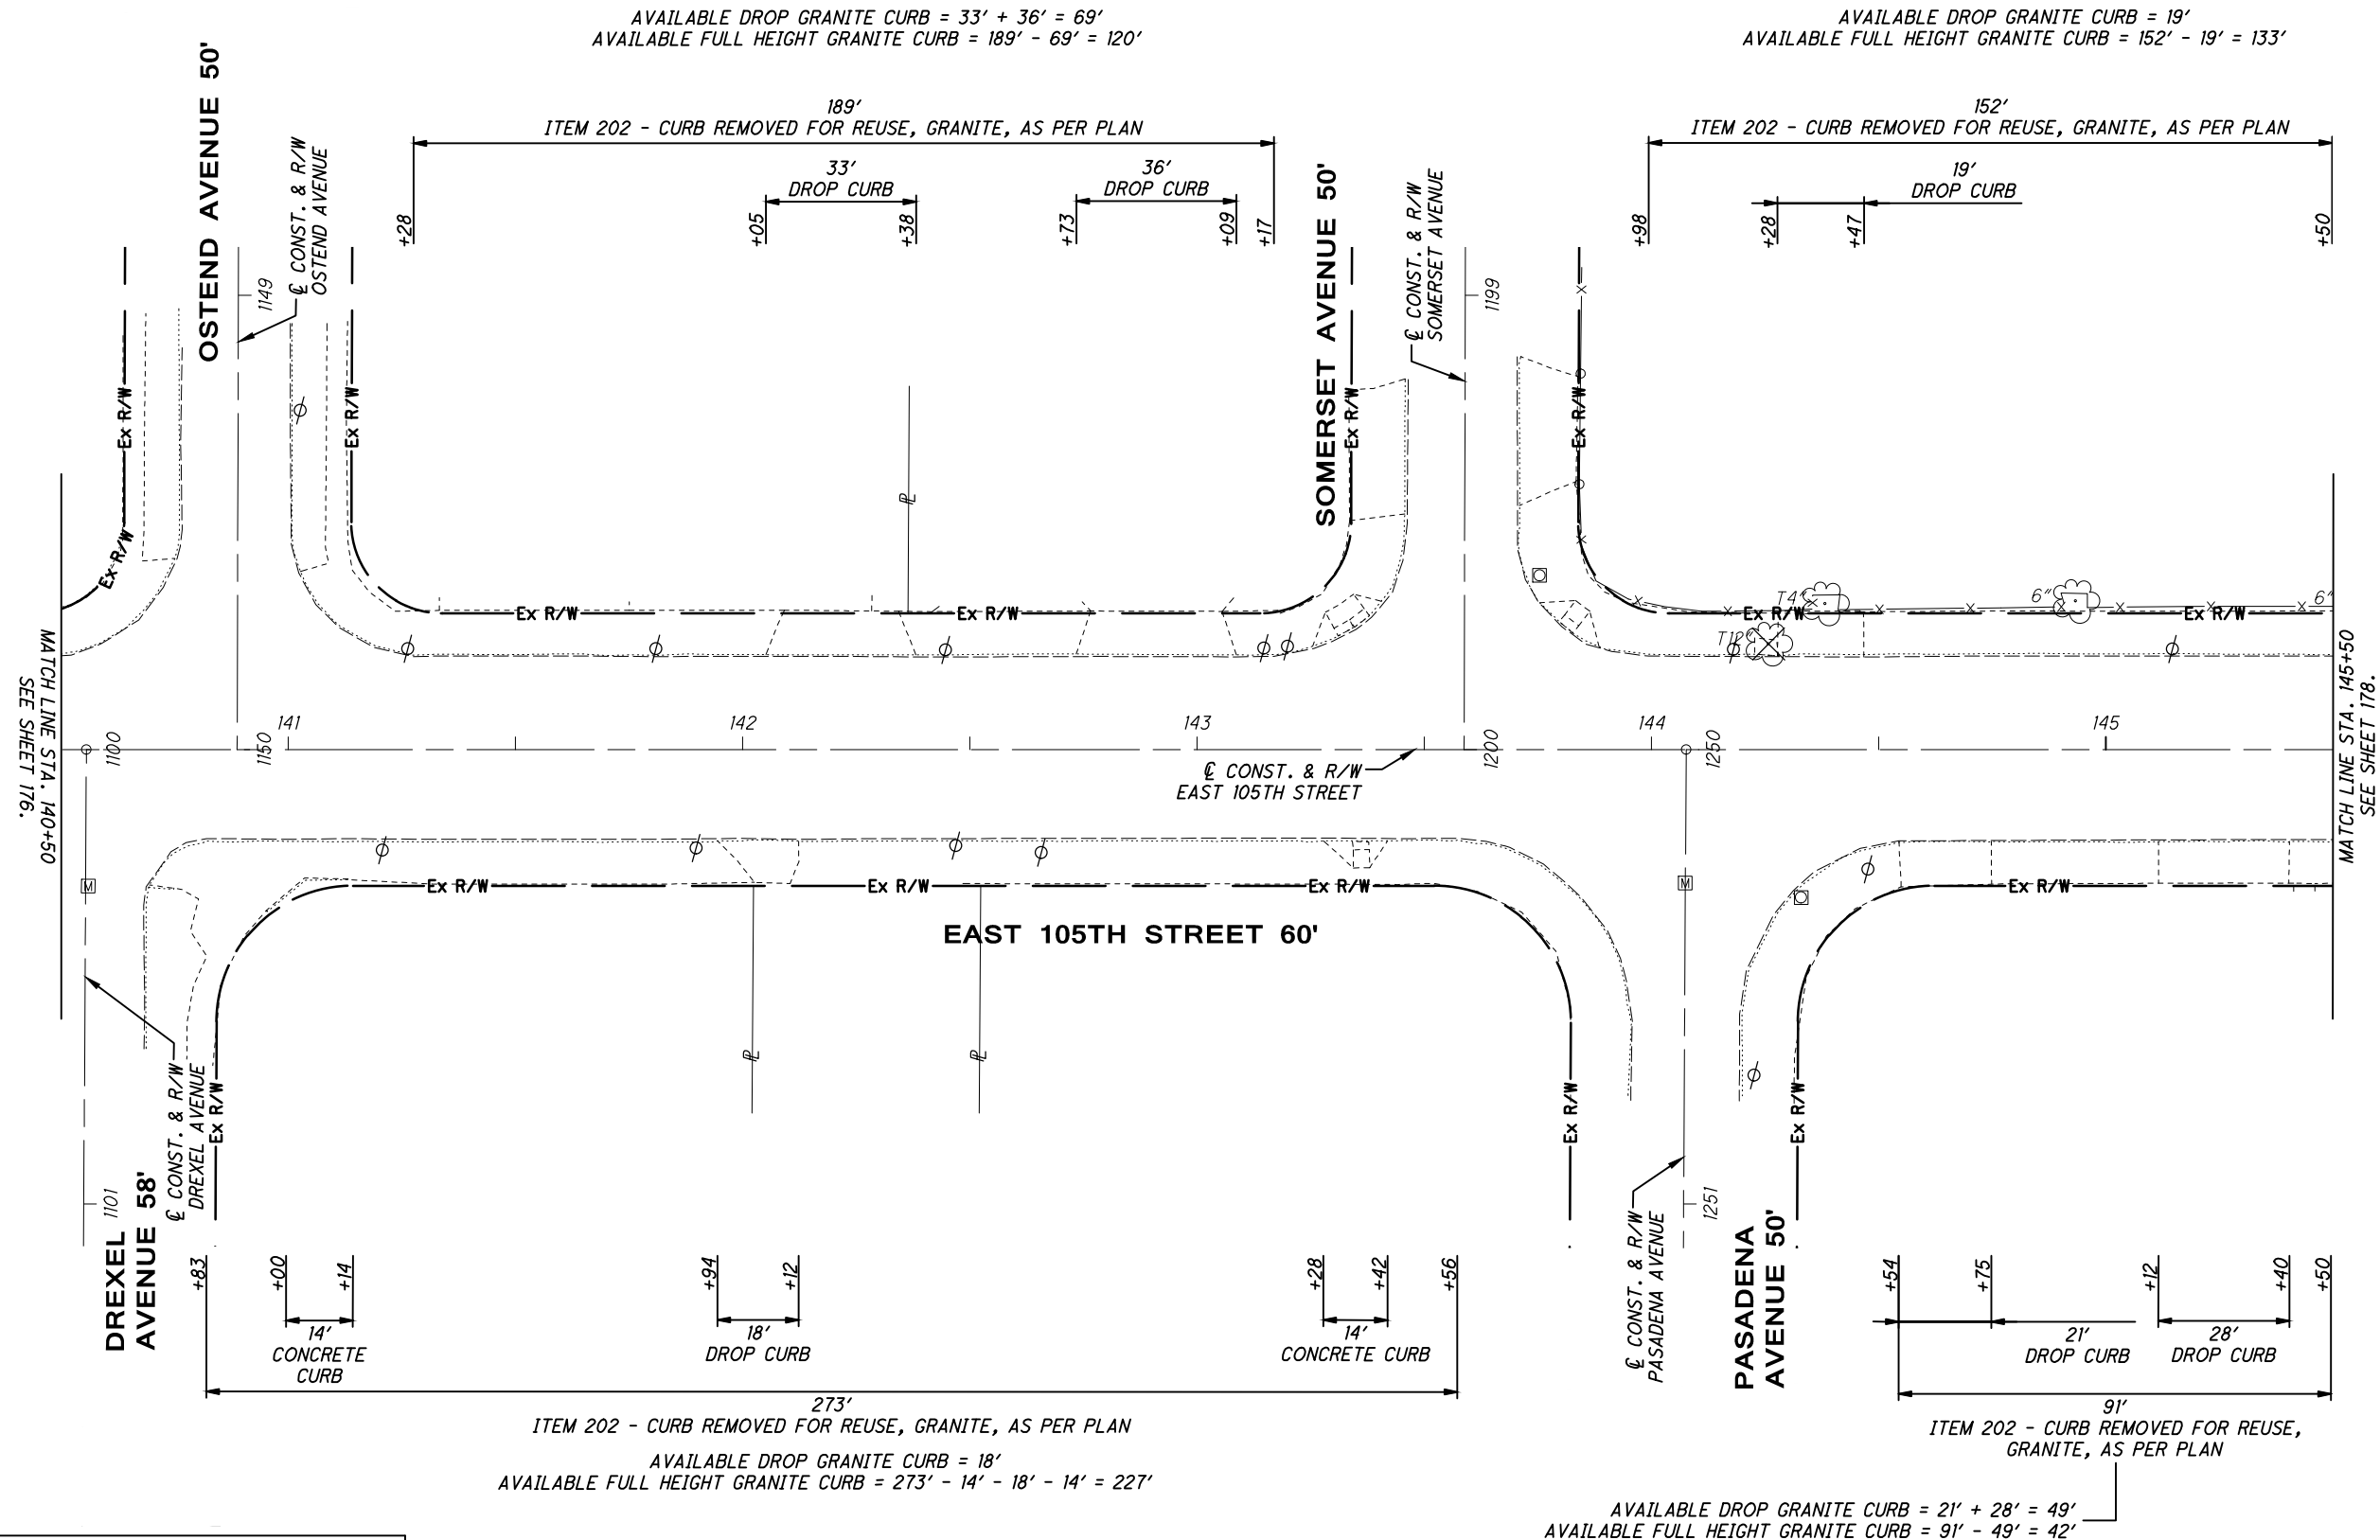 AVAILABLE DROP GRANITE CURB = 33' + 36' = 69'
AVAILABLE FULL HEIGHT GRANITE CURB = 189' - 69' = 120'
AVAILABLE DROP GRANITE CURB = 19'
AVAILABLE FULL HEIGHT GRANITE CURB = 152' - 19' = 133'
189'
ITEM 202 - CURB REMOVED FOR REUSE, GRANITE, AS PER PLAN
152'
ITEM 202 - CURB REMOVED FOR REUSE, GRANITE, AS PER PLAN
33'
DROP CURB
36'
DROP CURB
19'
DROP CURB
+28
+05
+38
+73
+09
+17
+98
+28
+47
+50
OSTEND AVENUE 50'
℄ CONST. & R/W
OSTEND AVENUE
1149
SOMERSET AVENUE 50'
℄ CONST. & R/W
SOMERSET AVENUE
1199
Ex R/W
Ex R/W
Ex R/W
Ex R/W
Ex R/W
℄
Ex R/W
Ex R/W
Ex R/W
Ex R/W
T4"
6"
6"
T12"
MATCH LINE STA. 140+50
SEE SHEET 176.
MATCH LINE STA. 145+50
SEE SHEET 178.
141
142
143
144
145
1100
1150
1200
1250
℄ CONST. & R/W
EAST 105TH STREET
M
M
Ex R/W
Ex R/W
Ex R/W
Ex R/W
EAST 105TH STREET 60'
℄
℄
Ex R/W
Ex R/W
Ex R/W
℄ CONST. & R/W
DREXEL AVENUE
1101
DREXEL
AVENUE 58'
℄ CONST. & R/W
PASADENA AVENUE
1251
PASADENA
AVENUE 50'
+83
+00
+14
+94
+12
+28
+42
+56
+54
+75
+12
+40
+50
14'
CONCRETE
CURB
18'
DROP CURB
14'
CONCRETE CURB
21'
DROP CURB
28'
DROP CURB
273'
ITEM 202 - CURB REMOVED FOR REUSE, GRANITE, AS PER PLAN
AVAILABLE DROP GRANITE CURB = 18'
AVAILABLE FULL HEIGHT GRANITE CURB = 273' - 14' - 18' - 14' = 227'
91'
ITEM 202 - CURB REMOVED FOR REUSE,
GRANITE, AS PER PLAN
AVAILABLE DROP GRANITE CURB = 21' + 28' = 49'
AVAILABLE FULL HEIGHT GRANITE CURB = 91' - 49' = 42'